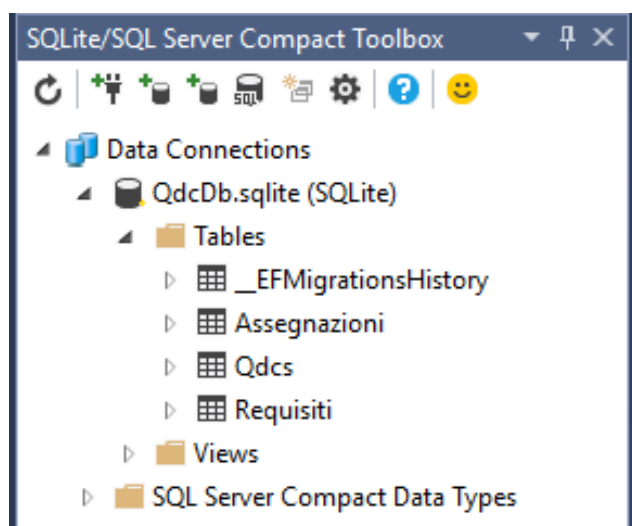 SQLite/SQL Server Compact Toolbox
SQL
Data Connections
QdcDb.sqlite (SQLite)
Tables
__EFMigrationsHistory
Assegnazioni
Qdcs
Requisiti
Views
SQL Server Compact Data Types